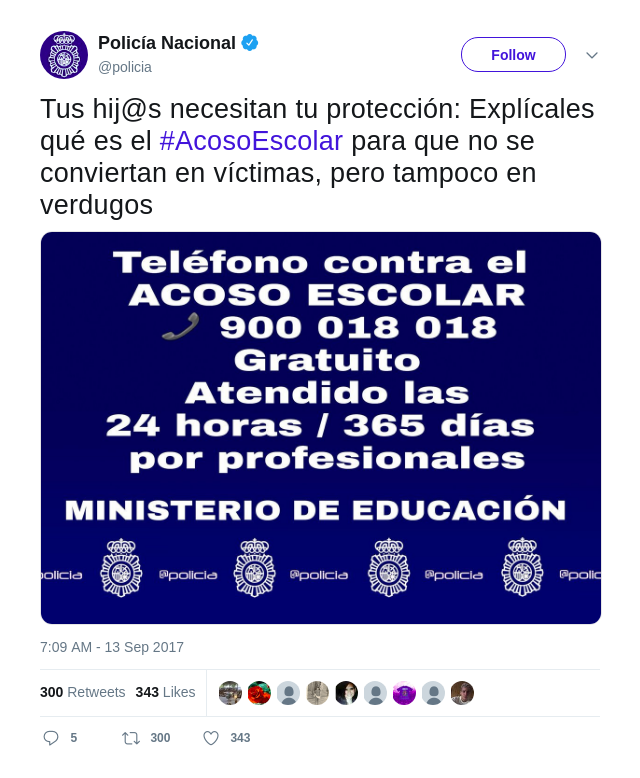 Policía Nacional
@policia
Follow
Tus hij@s necesitan tu protección: Explícales
qué es el #AcosoEscolar para que no se
conviertan en víctimas, pero tampoco en
verdugos
Teléfono contra el
ACOSO ESCOLAR
900 018 018
Gratuito
Atendido las
24 horas / 365 días
por profesionales
MINISTERIO DE EDUCACIÓN
policia @policia @policia @policia @polic
7:09 AM - 13 Sep 2017
300 Retweets 343 Likes
5 300 343